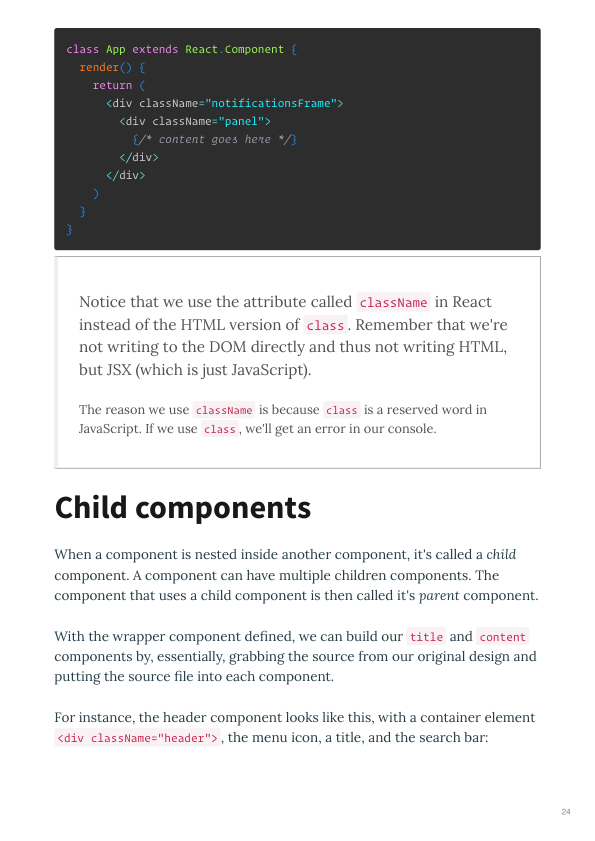 class App extends React.Component {
  render() {
    return (
      <div className="notificationsFrame">
        <div className="panel">
          {/* content goes here */}
        </div>
      </div>
    )
  }
}
Notice that we use the attribute called className in React
instead of the HTML version of class. Remember that we're
not writing to the DOM directly and thus not writing HTML,
but JSX (which is just JavaScript).
The reason we use className is because class is a reserved word in
JavaScript. If we use class, we'll get an error in our console.
Child components
When a component is nested inside another component, it's called a child
component. A component can have multiple children components. The
component that uses a child component is then called it's parent component.
With the wrapper component defined, we can build our title and content
components by, essentially, grabbing the source from our original design and
putting the source file into each component.
For instance, the header component looks like this, with a container element
<div className="header">, the menu icon, a title, and the search bar:
24